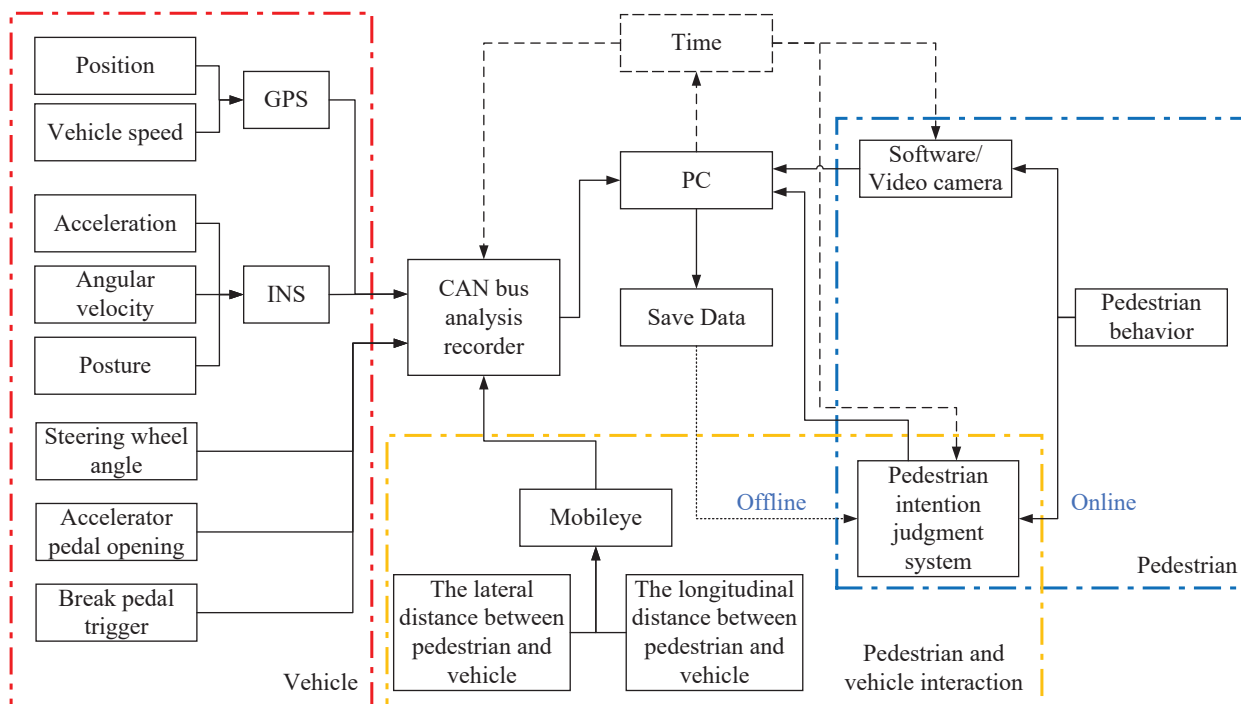 Position
Vehicle speed
GPS
Acceleration
Angular
velocity
Posture
INS
Steering wheel
angle
Accelerator
pedal opening
Break pedal
trigger
Vehicle
Time
PC
CAN bus
analysis
recorder
Save Data
Software/
Video camera
Pedestrian
behavior
Mobileye
Offline
Pedestrian
intention
judgment
system
Online
Pedestrian
The lateral
distance between
pedestrian and
vehicle
The longitudinal
distance between
pedestrian and
vehicle
Pedestrian and
vehicle interaction